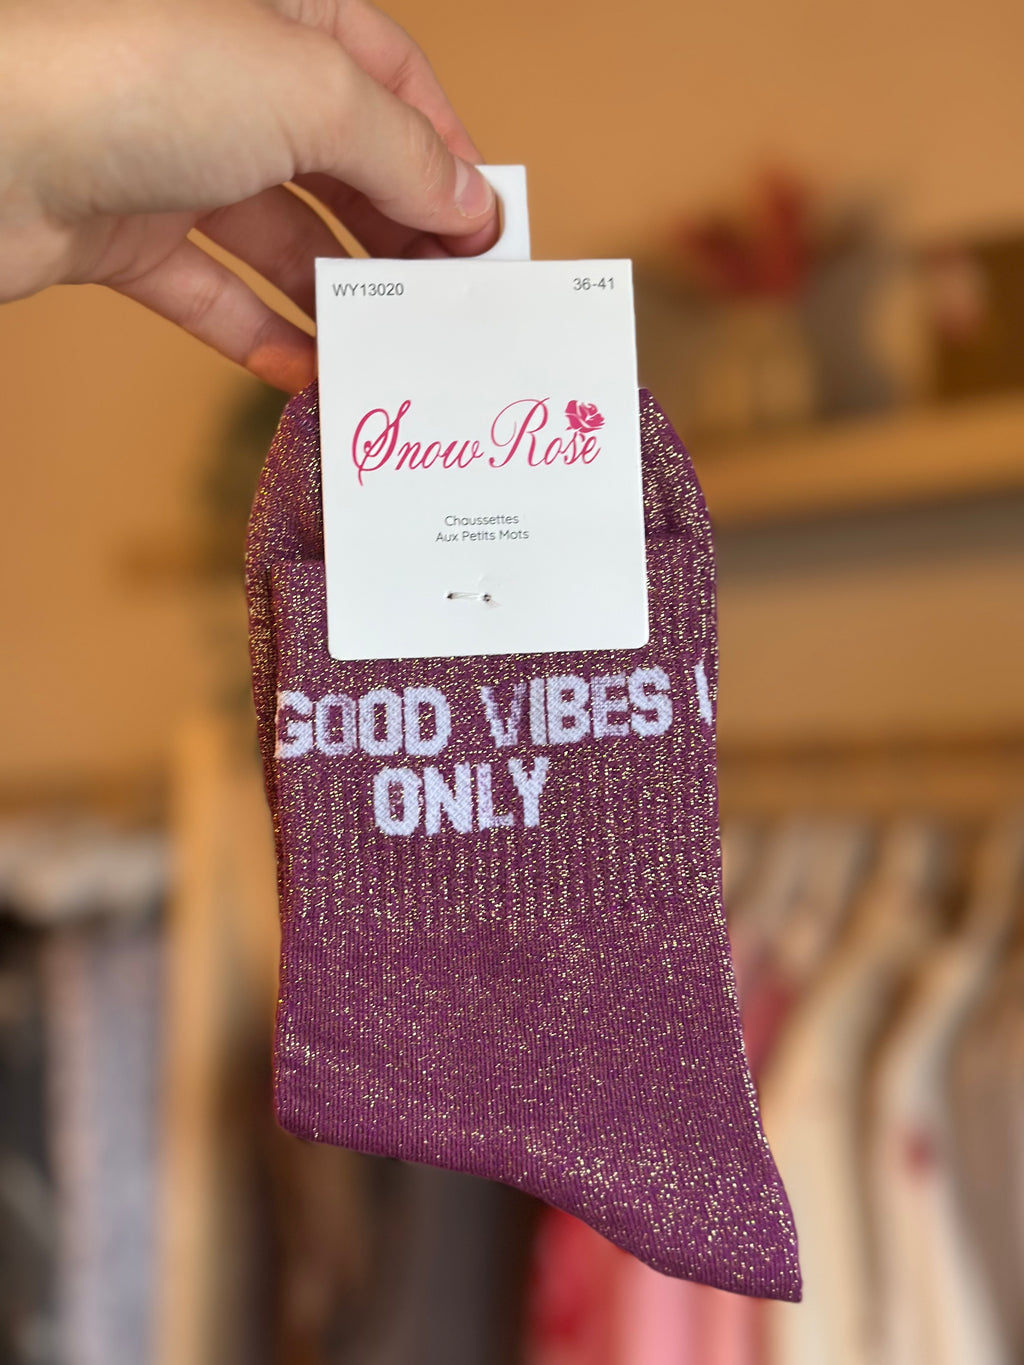 WY13020 36-41
Snow Rose
Chaussettes
Aux Petits Mots
GOOD VIBES
ONLY